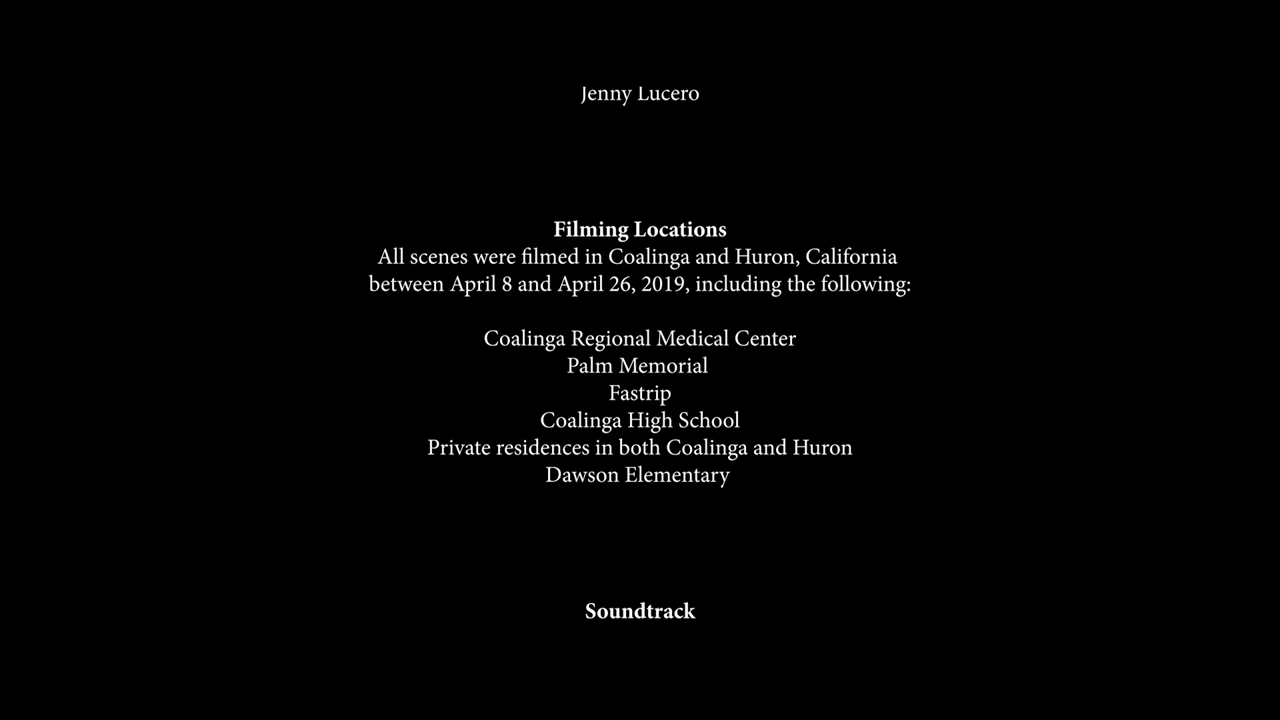 Jenny Lucero
Filming Locations
All scenes were filmed in Coalinga and Huron, California
between April 8 and April 26, 2019, including the following:
Coalinga Regional Medical Center
Palm Memorial
Fastrip
Coalinga High School
Private residences in both Coalinga and Huron
Dawson Elementary
Soundtrack